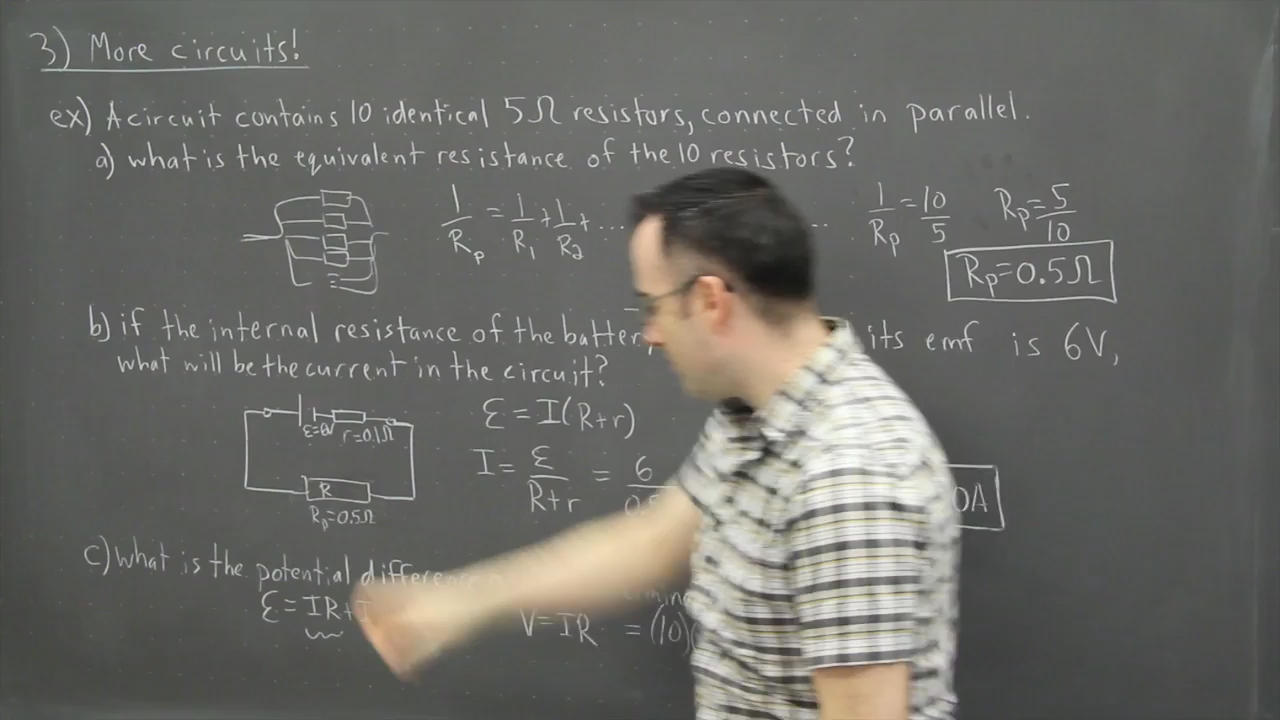 3) More circuits!
ex) A circuit contains 10 identical 5Ω resistors, connected in parallel.
a) what is the equivalent resistance of the 10 resistors?
1/Rp = 1/R1 + 1/R2 + .... .. 1/Rp = 10/5 Rp = 5/10
Rp=0.5Ω
b) if the internal resistance of the its emf is 6V,
what will be the current in the circuit?
r=0.1Ω
R
Rp=0.5Ω
ε = I(R+r)
I = ε/R+r = 6/
0A
c) what is the potential
ε = IR+
V=IR = (10)(